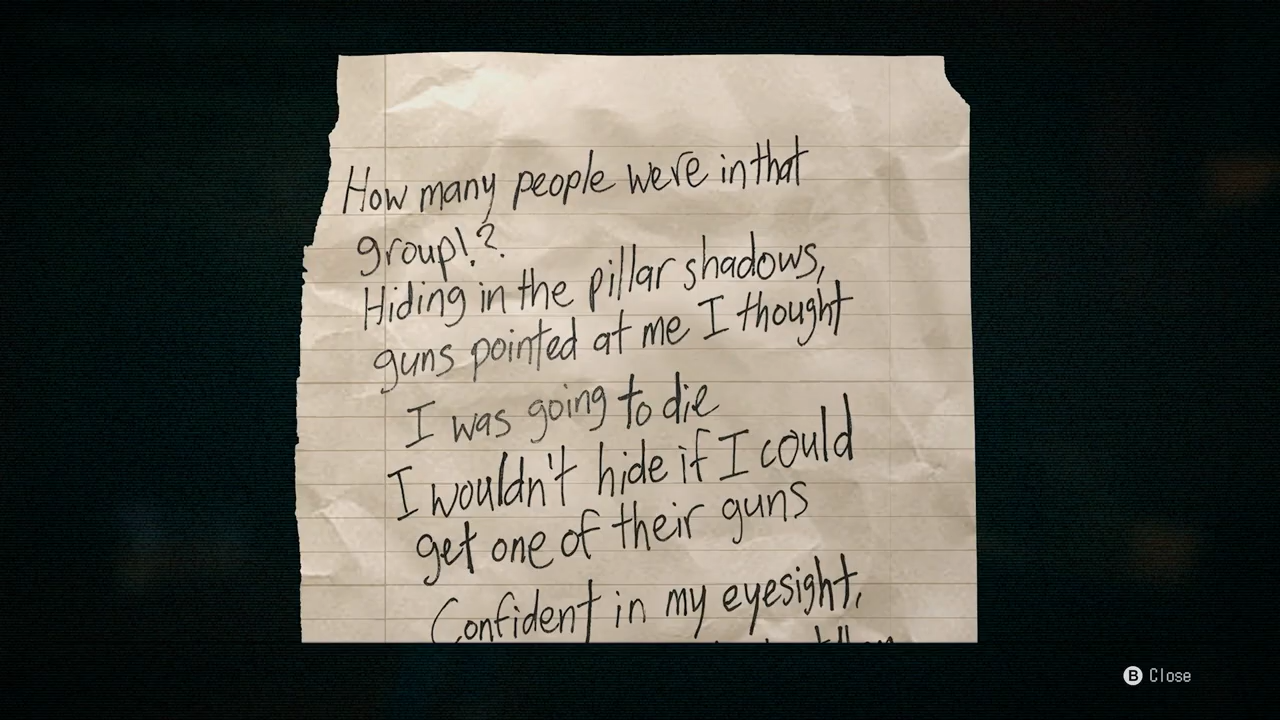 How many people were in that
group!?
Hiding in the pillar shadows,
guns pointed at me I thought
I was going to die
I wouldn't hide if I could
get one of their guns
Confident in my eyesight,
B Close